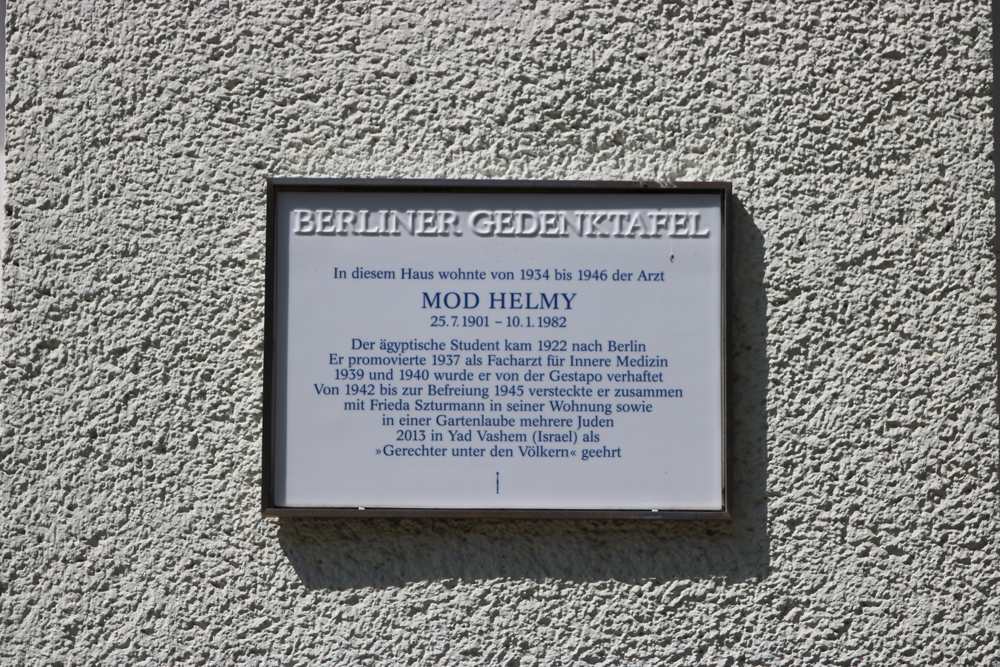 BERLINER GEDENKTAFEL
In diesem Haus wohnte von 1934 bis 1946 der Arzt
MOD HELMY
25.7.1901 – 10.1.1982
Der ägyptische Student kam 1922 nach Berlin
Er promovierte 1937 als Facharzt für Innere Medizin
1939 und 1940 wurde er von der Gestapo verhaftet
Von 1942 bis zur Befreiung 1945 versteckte er zusammen
mit Frieda Szturmann in seiner Wohnung sowie
in einer Gartenlaube mehrere Juden
2013 in Yad Vashem (Israel) als
»Gerechter unter den Völkern« geehrt